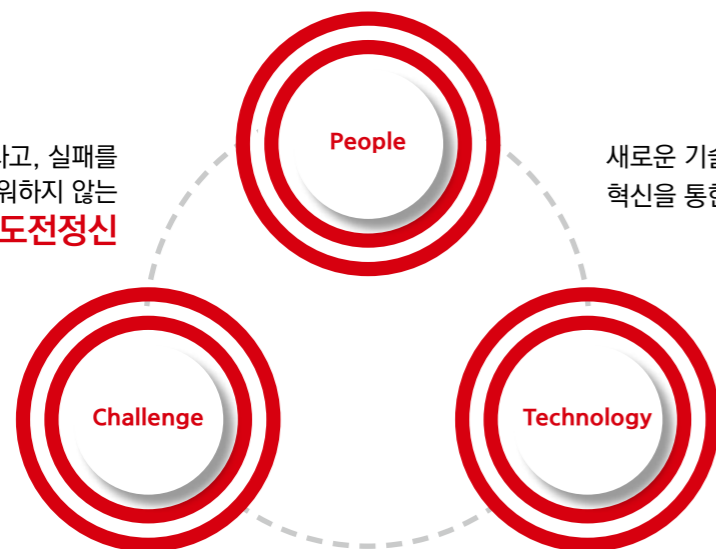 People
사고, 실패를
워하지 않는
도전정신
새로운 기술
혁신을 통한
Challenge
Technology